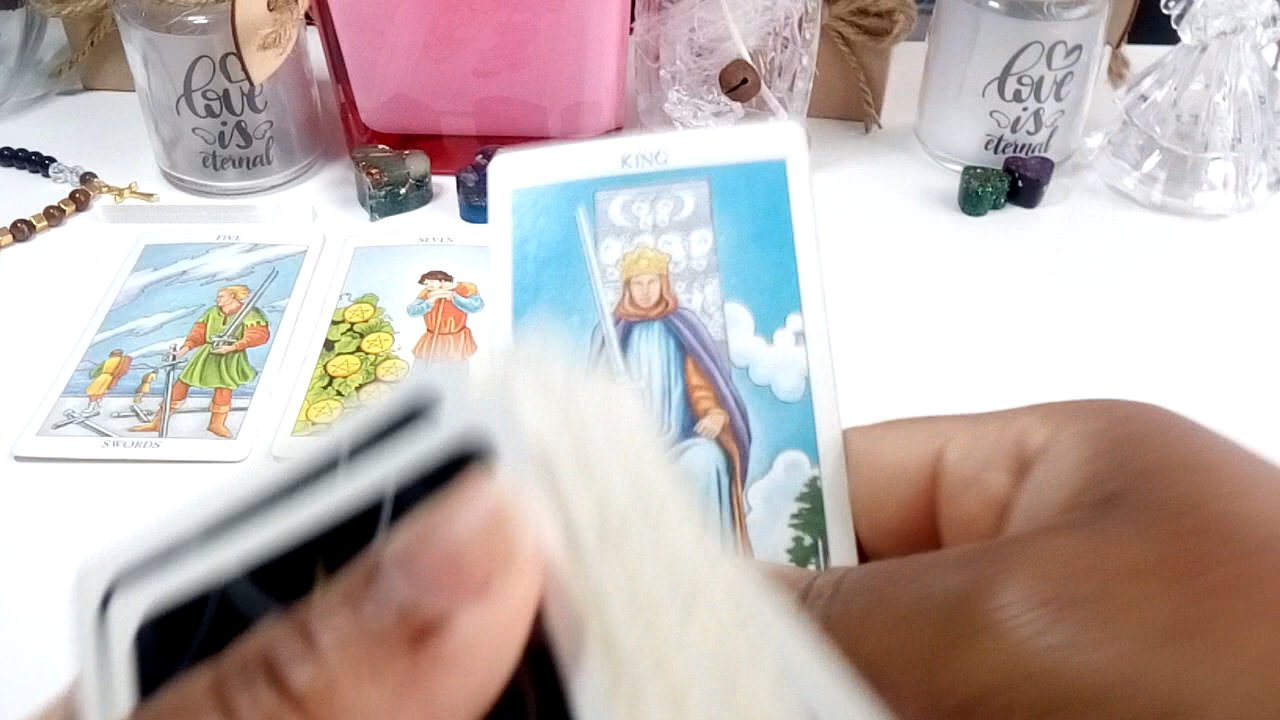 love
is
eternal
love
is
eternal
KING
FIVE
SEVEN
SWORDS